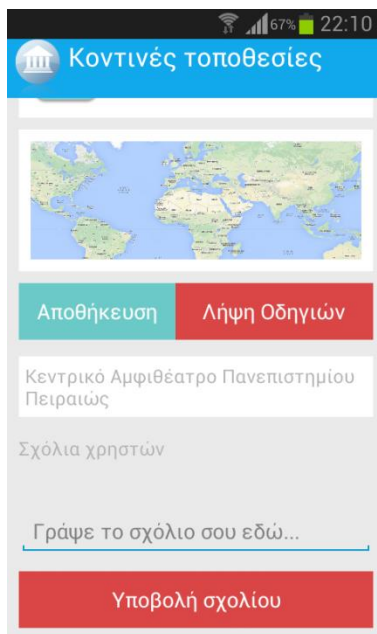 67% 22:10
Κοντινές τοποθεσίες
Αποθήκευση
Λήψη Οδηγιών
Κεντρικό Αμφιθέατρο Πανεπιστημίου
Πειραιώς
Σχόλια χρηστών
Γράψε το σχόλιο σου εδώ...
Υποβολή σχολίου